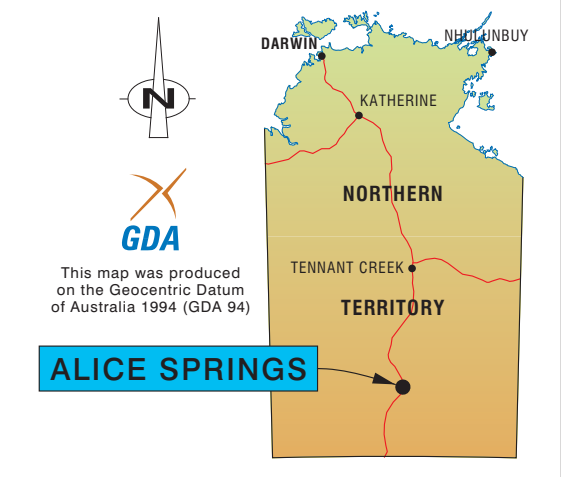 DARWIN
NHULUNBUY
N
KATHERINE
GDA
NORTHERN
This map was produced
on the Geocentric Datum
of Australia 1994 (GDA 94)
TENNANT CREEK
TERRITORY
ALICE SPRINGS